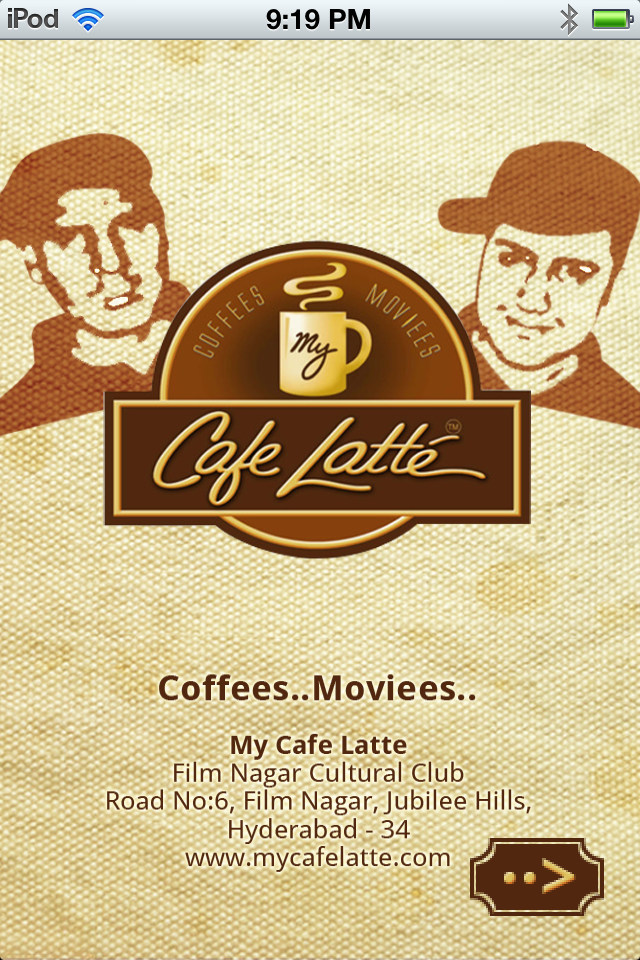 iPod 9:19 PM
COFFEES MOVIEES
My
Cafe Latté ™
Coffees..Moviees..
My Cafe Latte
Film Nagar Cultural Club
Road No:6, Film Nagar, Jubilee Hills,
Hyderabad - 34
www.mycafelatte.com
..>